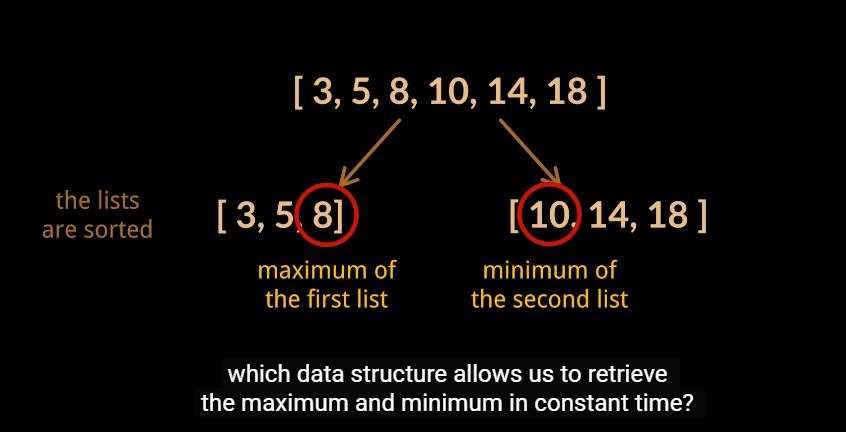 [ 3, 5, 8, 10, 14, 18 ]
the lists
are sorted
[ 3, 5, 8]
[ 10, 14, 18 ]
maximum of
the first list
minimum of
the second list
which data structure allows us to retrieve
the maximum and minimum in constant time?